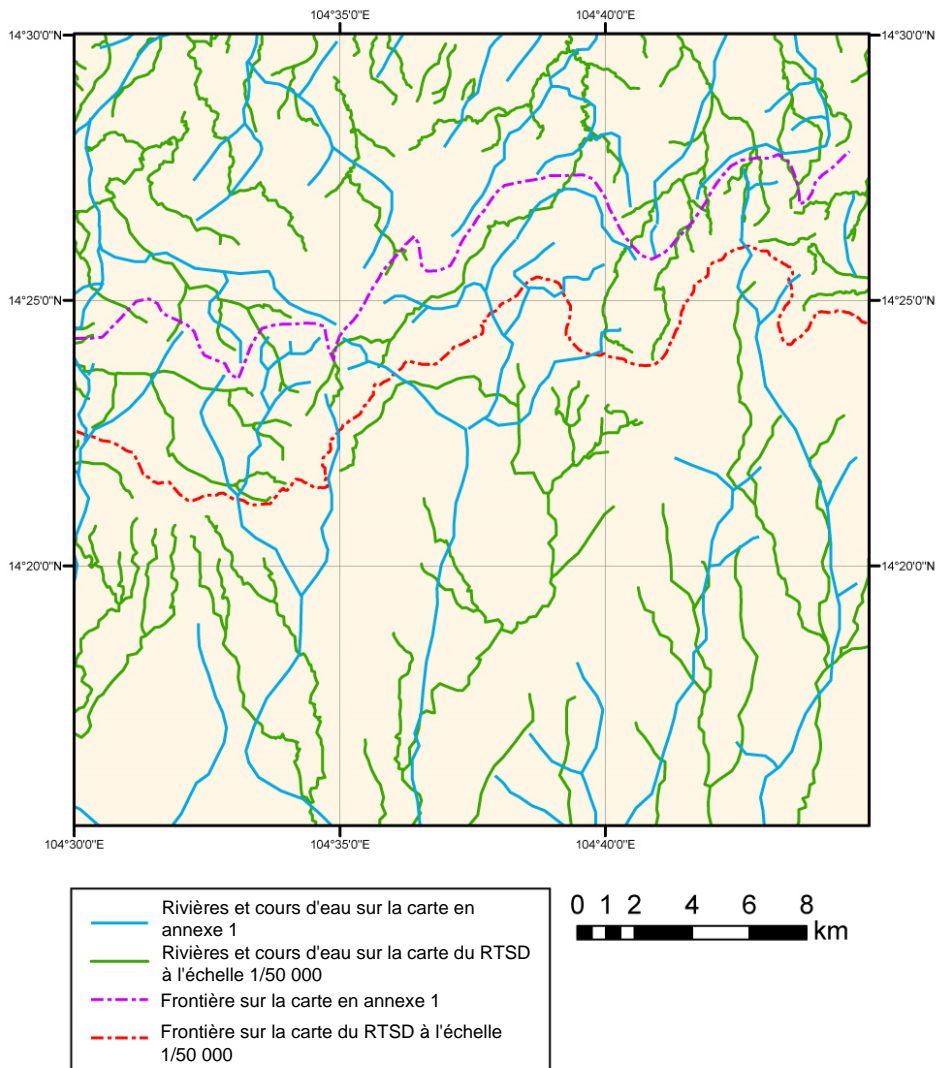 104°35'0"E 104°40'0"E
14°30'0"N 14°30'0"N
14°25'0"N 14°25'0"N
14°20'0"N 14°20'0"N
104°30'0"E 104°35'0"E 104°40'0"E
Rivières et cours d'eau sur la carte en
annexe 1
Rivières et cours d'eau sur la carte du RTSD
à l'échelle 1/50 000
Frontière sur la carte en annexe 1
Frontière sur la carte du RTSD à l'échelle
1/50 000
0 1 2 4 6 8
km